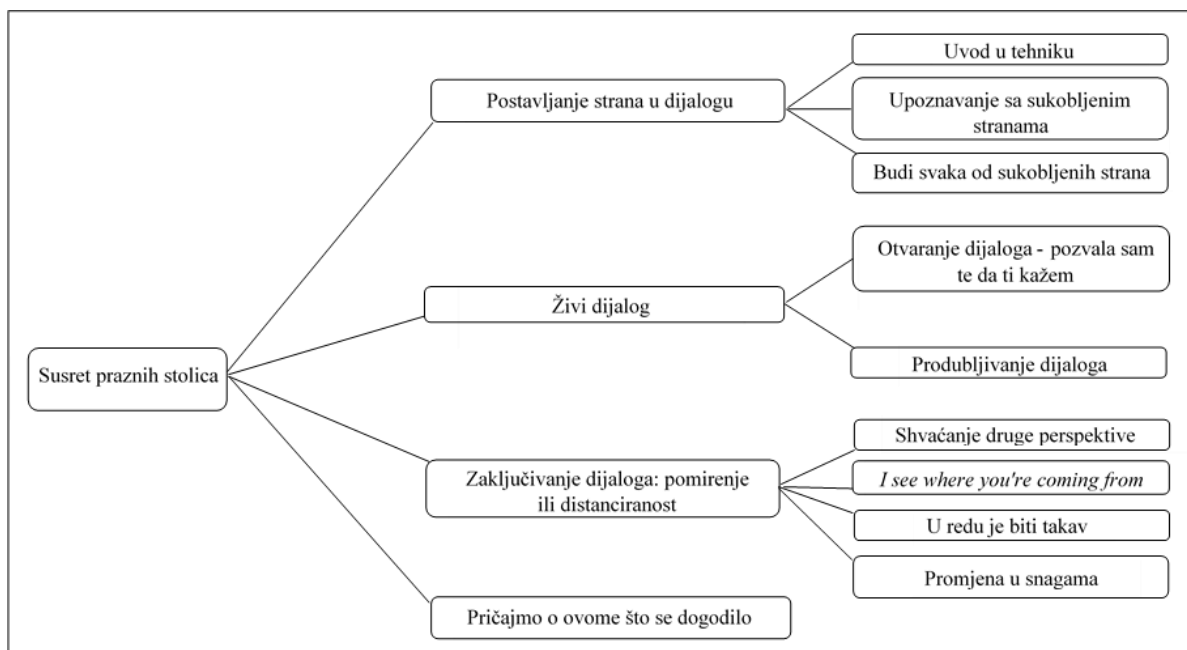 Susret praznih stolica
Postavljanje strana u dijalogu
Uvod u tehniku
Upoznavanje sa sukobljenim
stranama
Budi svaka od sukobljenih strana
Živi dijalog
Otvaranje dijaloga - pozvala sam
te da ti kažem
Produbljivanje dijaloga
Zaključivanje dijaloga: pomirenje
ili distanciranost
Shvaćanje druge perspektive
I see where you're coming from
U redu je biti takav
Promjena u snagama
Pričajmo o ovome što se dogodilo